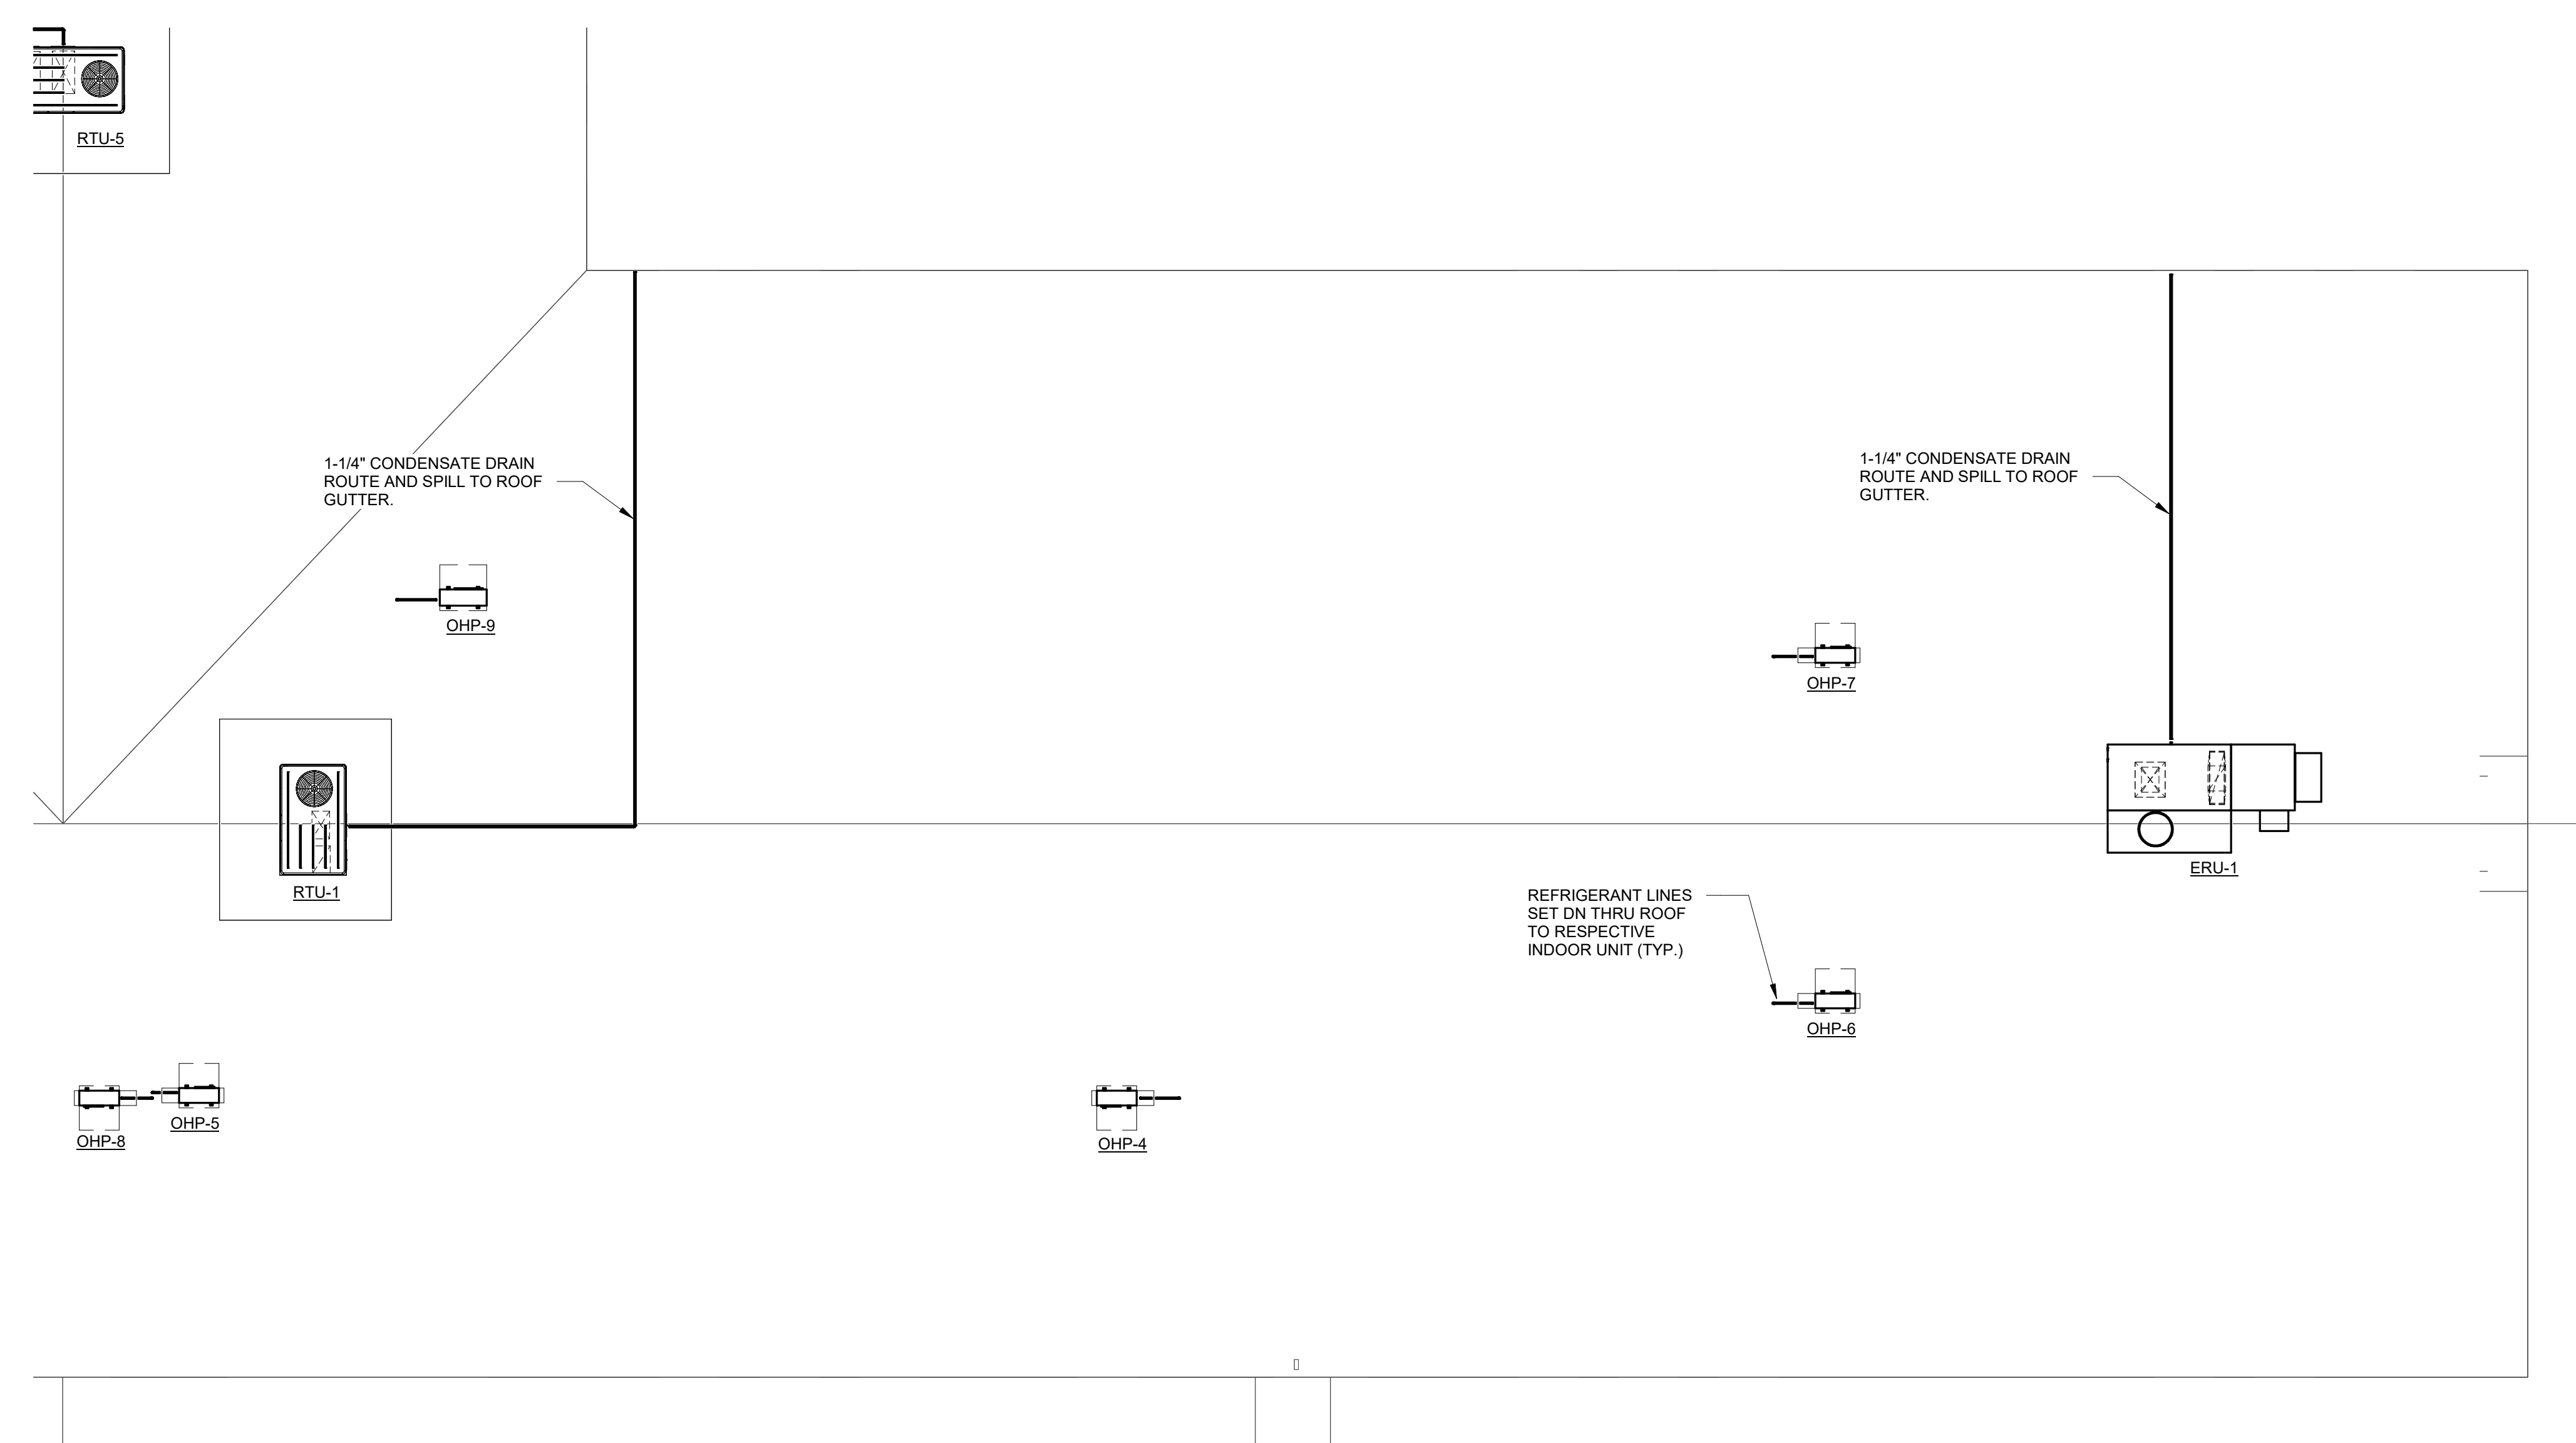 RTU-5
1-1/4" CONDENSATE DRAIN
ROUTE AND SPILL TO ROOF
GUTTER.
1-1/4" CONDENSATE DRAIN
ROUTE AND SPILL TO ROOF
GUTTER.
OHP-9
OHP-7
RTU-1
ERU-1
REFRIGERANT LINES
SET DN THRU ROOF
TO RESPECTIVE
INDOOR UNIT (TYP.)
OHP-6
OHP-5
OHP-8
OHP-4